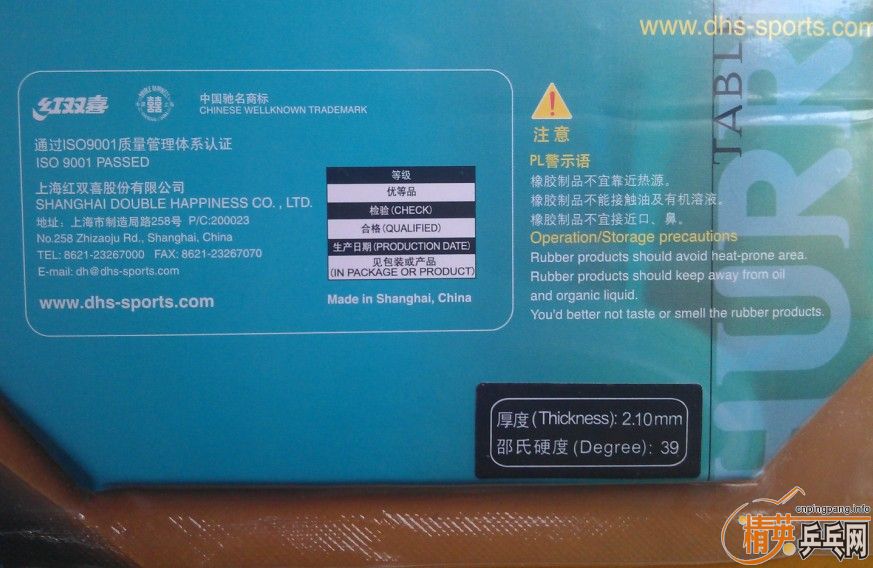 www.dhs-sports.com
TABL
红双喜
中国驰名商标
CHINESE WELLKNOWN TRADEMARK
通过ISO9001质量管理体系认证
ISO 9001 PASSED
上海红双喜股份有限公司
SHANGHAI DOUBLE HAPPINESS CO. , LTD.
地址：上海市制造局路258号 P/C:200023
No.258 Zhizaoju Rd., Shanghai, China
TEL: 8621-23267000 FAX: 8621-23267070
E-mail: dh@dhs-sports.com
www.dhs-sports.com
等级
优等品
检验(CHECK)
合格(QUALIFIED)
生产日期(PRODUCTION DATE)
见包装或产品
(IN PACKAGE OR PRODUCT)
Made in Shanghai, China
注意
PL警示语
橡胶制品不宜靠近热源。
橡胶制品不能接触油及有机溶液。
橡胶制品不宜接近口、鼻。
Operation/Storage precautions
Rubber products should avoid heat-prone area.
Rubber products should keep away from oil
and organic liquid.
You'd better not taste or smell the rubber products.
厚度(Thickness): 2.10mm
邵氏硬度(Degree): 39
cnpingpang.info
精英乒乓网